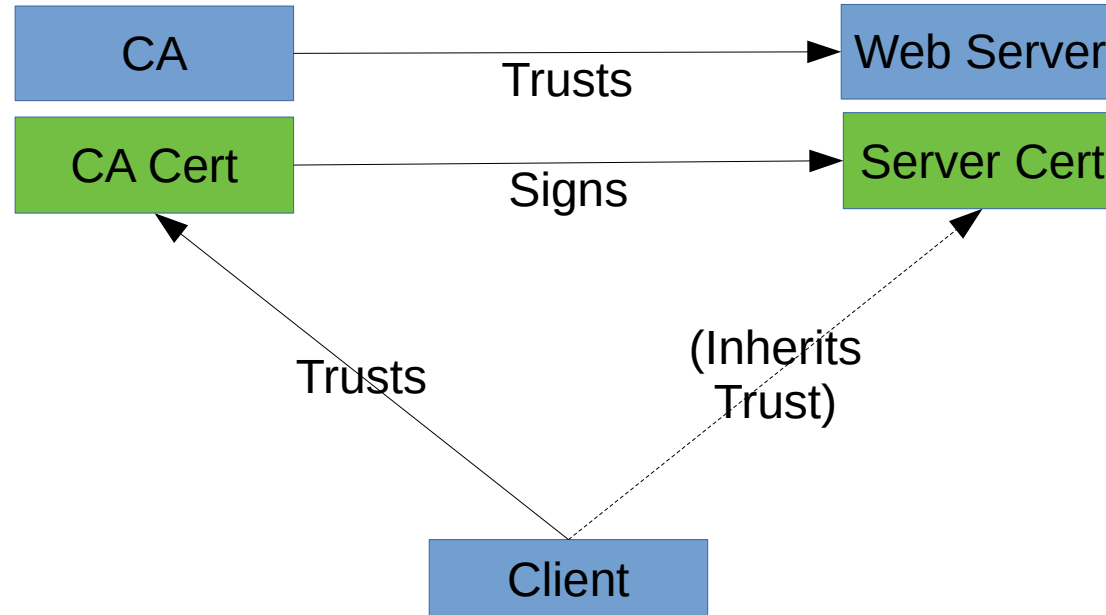 CA
Web Server
Trusts
CA Cert
Server Cert
Signs
Trusts
(Inherits
Trust)
Client